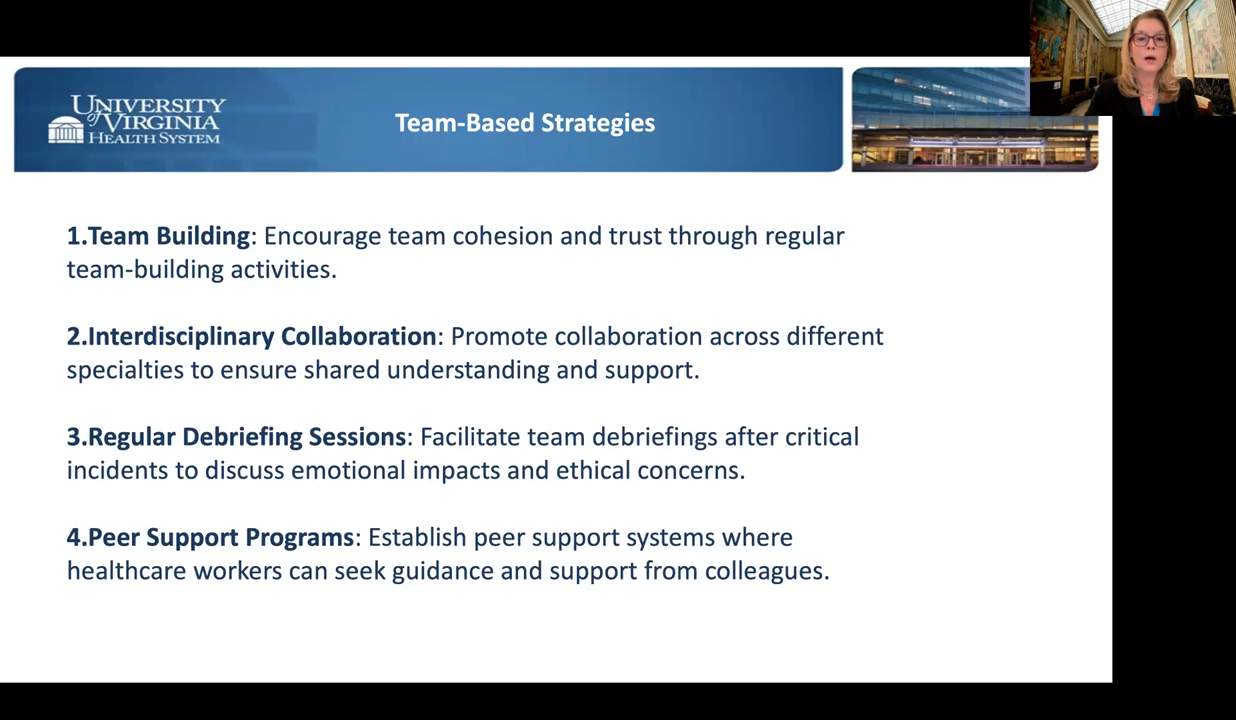 UNIVERSITY
of VIRGINIA
HEALTH SYSTEM
Team-Based Strategies
1.Team Building: Encourage team cohesion and trust through regular
team-building activities.
2.Interdisciplinary Collaboration: Promote collaboration across different
specialties to ensure shared understanding and support.
3.Regular Debriefing Sessions: Facilitate team debriefings after critical
incidents to discuss emotional impacts and ethical concerns.
4.Peer Support Programs: Establish peer support systems where
healthcare workers can seek guidance and support from colleagues.